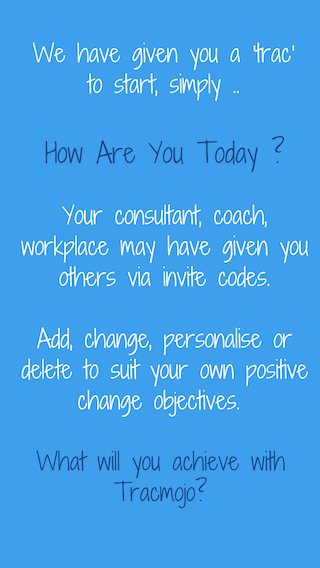 We have given you a 'trac'
to start, simply ..
How Are You Today ?
Your consultant, coach,
workplace may have given you
others via invite codes.
Add, change, personalise or
delete to suit your own positive
change objectives.
What will you achieve with
Tracmojo?